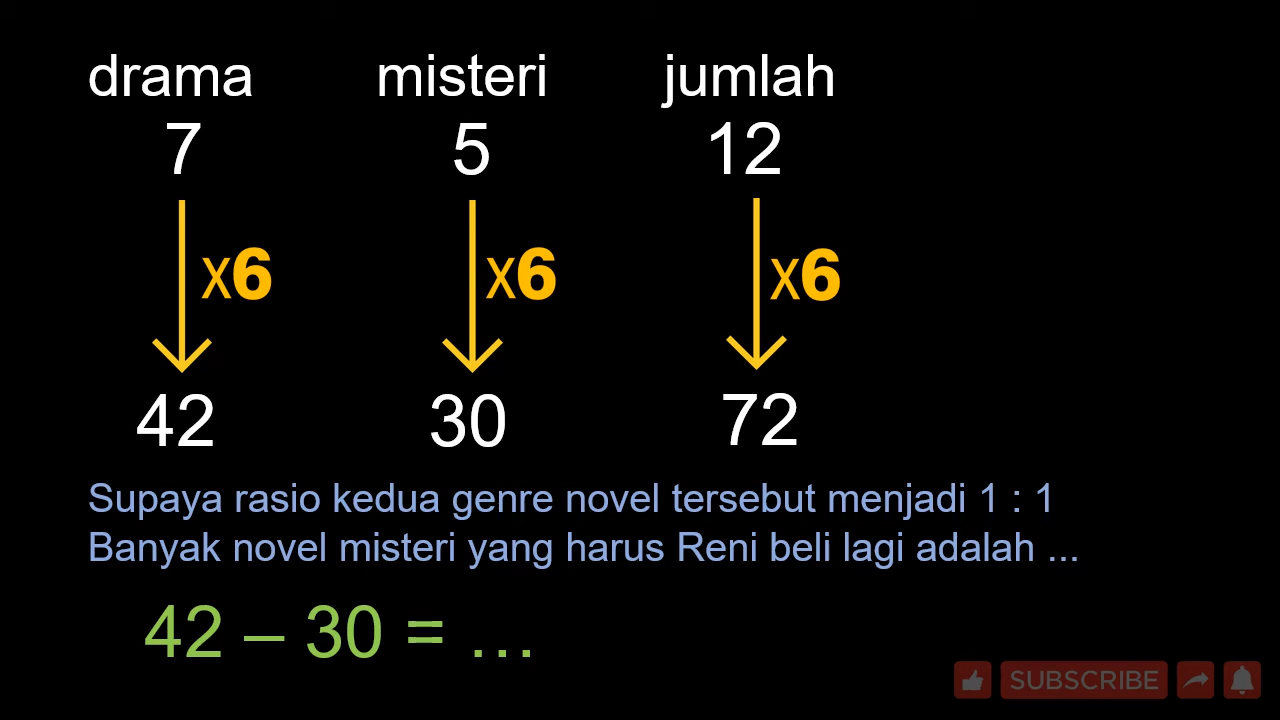 drama misteri jumlah
7 5 12
x6 x6 x6
42 30 72
Supaya rasio kedua genre novel tersebut menjadi 1 : 1
Banyak novel misteri yang harus Reni beli lagi adalah ...
42 – 30 = ...
SUBSCRIBE